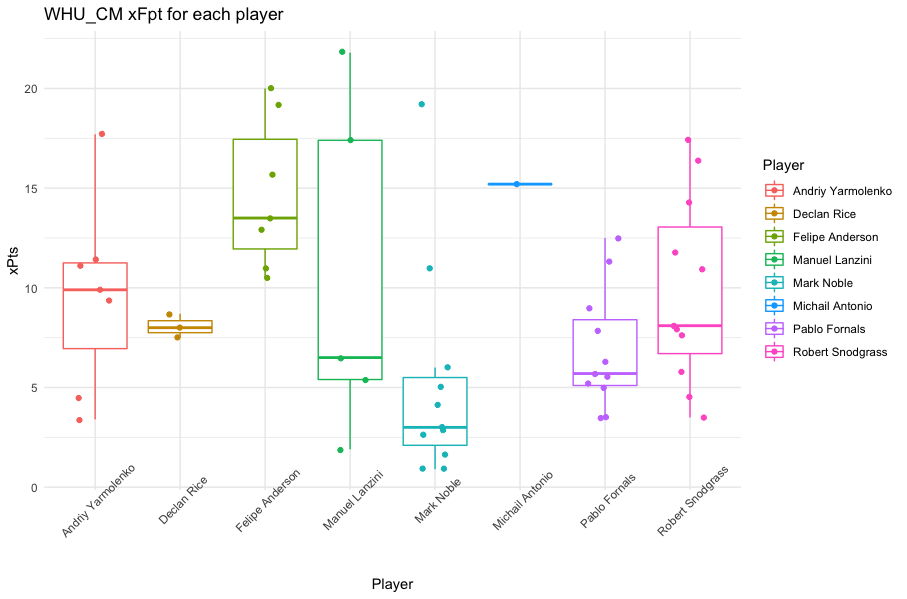 WHU_CM xFpt for each player
xPts
20
15
10
5
0
Andriy Yarmolenko
Declan Rice
Felipe Anderson
Manuel Lanzini
Mark Noble
Michail Antonio
Pablo Fornals
Robert Snodgrass
Player
Player
Andriy Yarmolenko
Declan Rice
Felipe Anderson
Manuel Lanzini
Mark Noble
Michail Antonio
Pablo Fornals
Robert Snodgrass